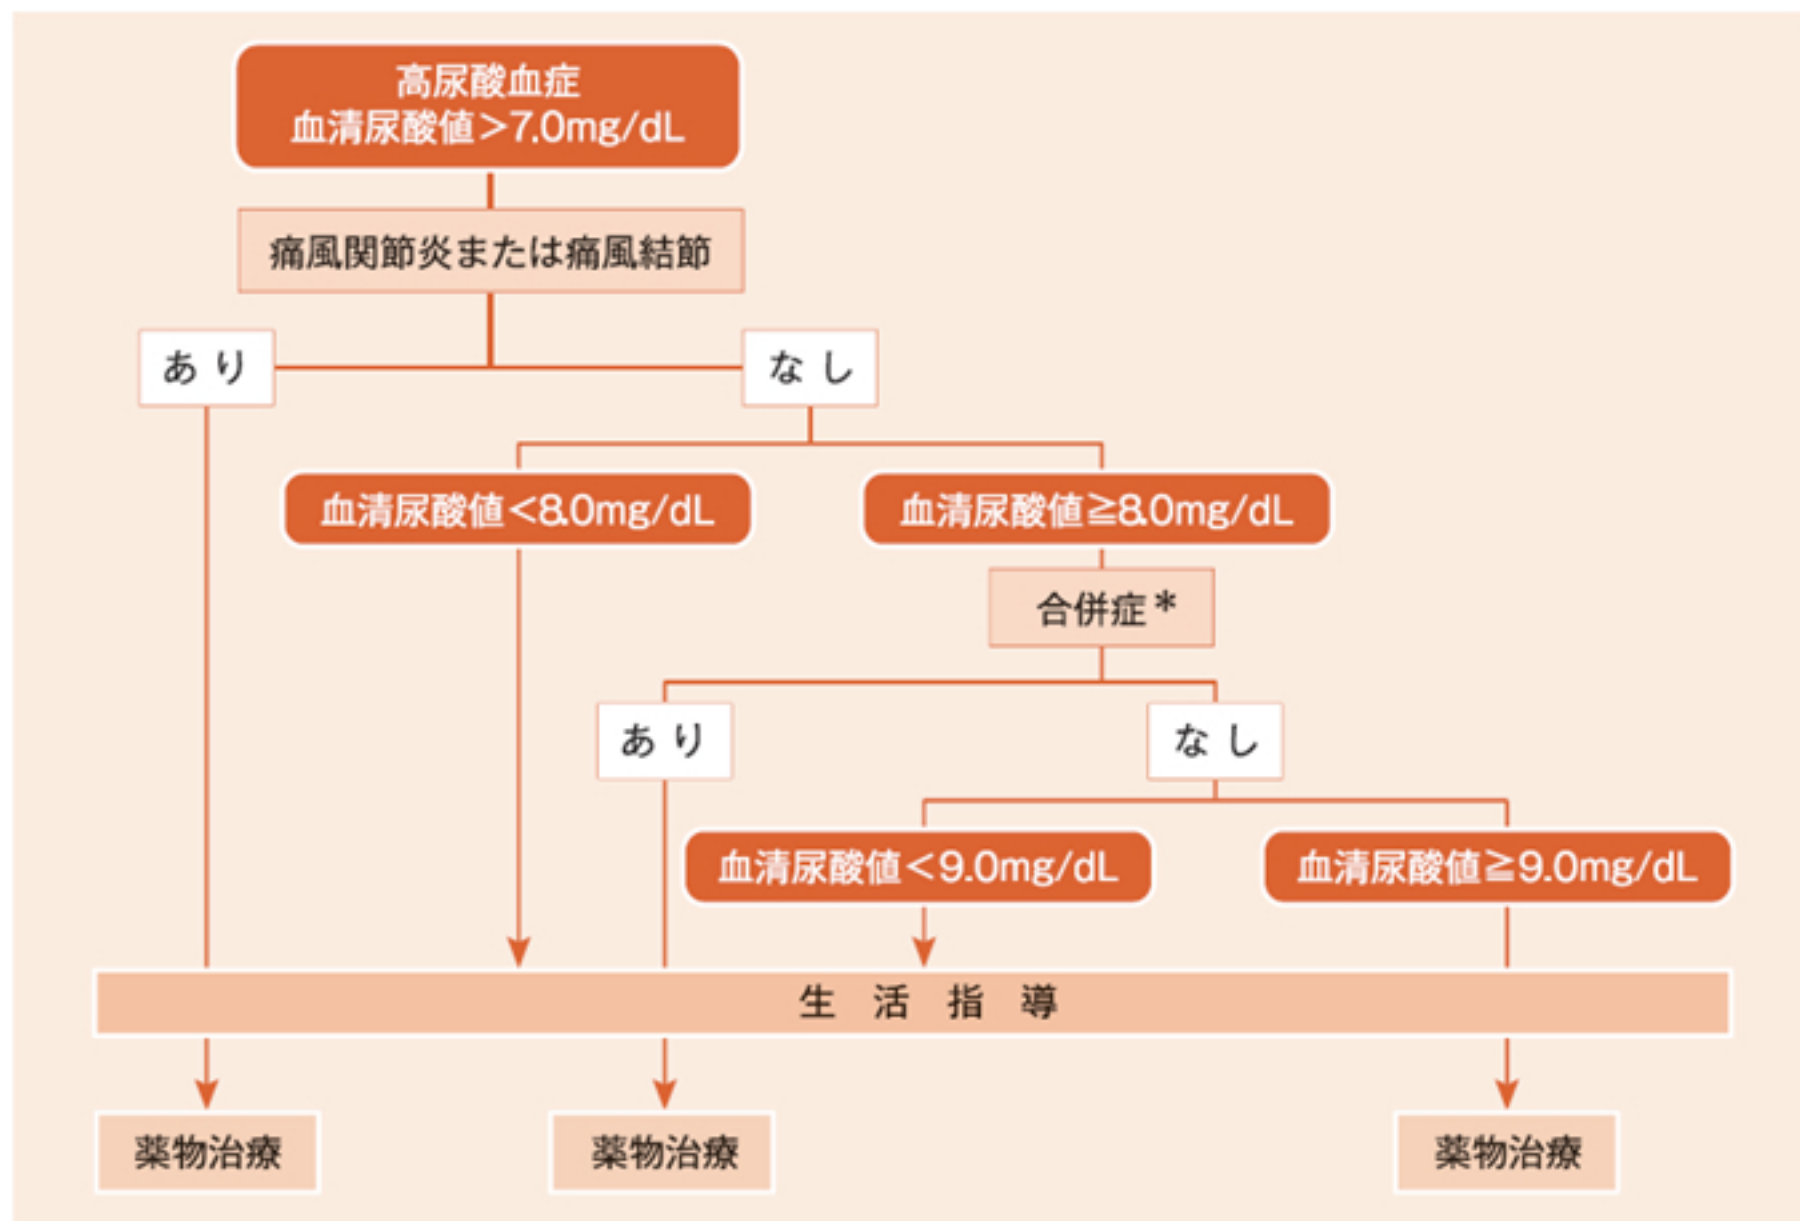 高尿酸血症
血清尿酸値>7.0mg/dL
痛風関節炎または痛風結節
あり
なし
血清尿酸値<8.0mg/dL
血清尿酸値≧8.0mg/dL
合併症*
あり
なし
血清尿酸値<9.0mg/dL
血清尿酸値≧9.0mg/dL
生活指導
薬物治療
薬物治療
薬物治療